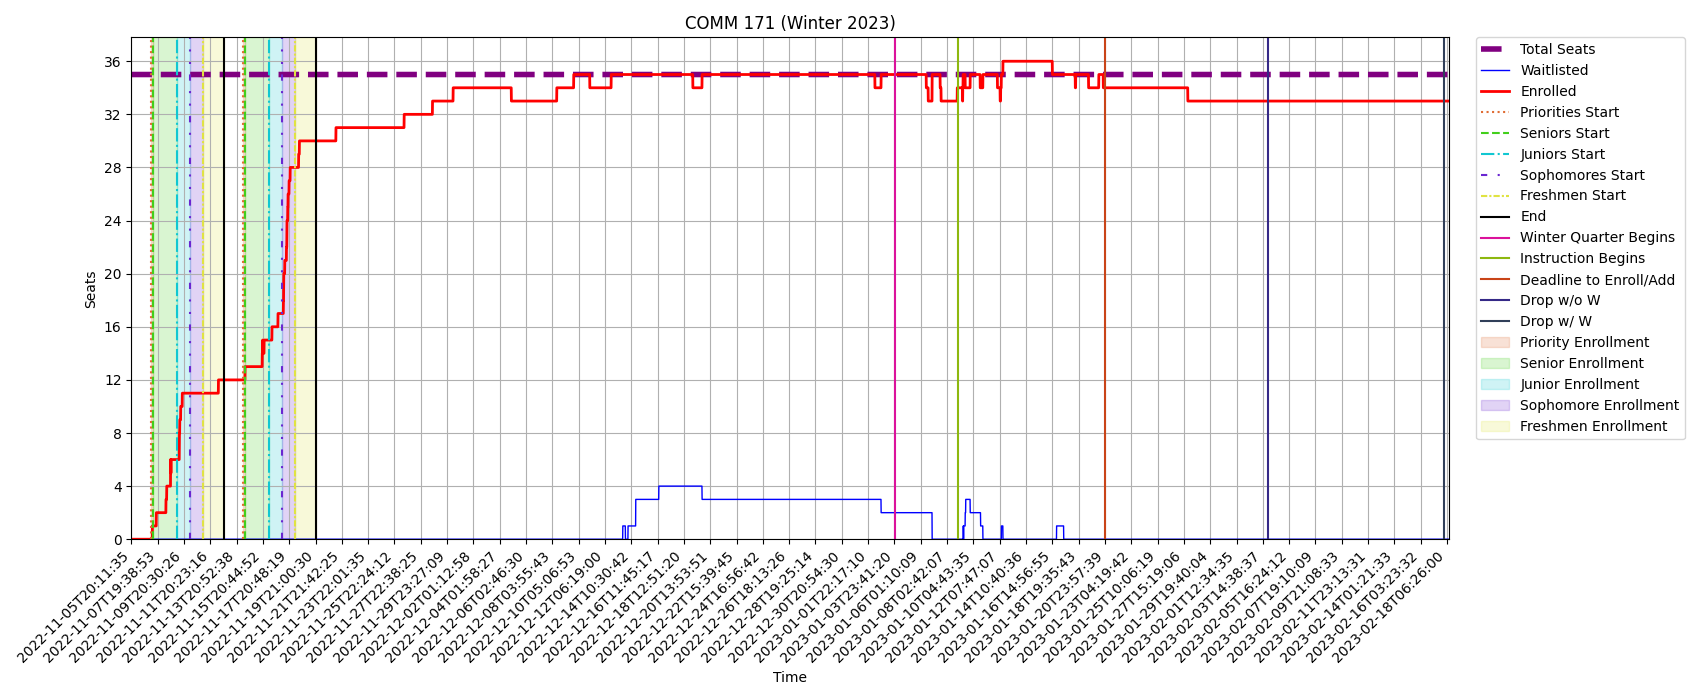 COMM 171 (Winter 2023)
Seats
36
32
28
24
20
16
12
8
4
0
2022-11-05T20:11:35
2022-11-07T19:38:53
2022-11-09T20:30:26
2022-11-11T20:23:16
2022-11-13T20:52:38
2022-11-15T20:44:52
2022-11-17T20:48:19
2022-11-19T21:00:30
2022-11-21T21:42:25
2022-11-23T22:01:35
2022-11-25T22:24:12
2022-11-27T22:38:25
2022-11-29T23:27:09
2022-12-02T01:12:58
2022-12-04T01:58:27
2022-12-06T02:46:30
2022-12-08T03:55:43
2022-12-10T05:06:53
2022-12-12T06:19:00
2022-12-14T10:30:42
2022-12-16T11:45:17
2022-12-18T12:51:20
2022-12-20T13:53:51
2022-12-22T15:39:45
2022-12-24T16:56:42
2022-12-26T18:13:26
2022-12-28T19:25:14
2022-12-30T20:54:30
2023-01-01T22:17:10
2023-01-03T23:41:20
2023-01-06T01:10:09
2023-01-08T02:42:07
2023-01-10T04:43:35
2023-01-12T07:47:07
2023-01-14T10:40:36
2023-01-16T14:56:55
2023-01-18T19:35:43
2023-01-20T23:57:39
2023-01-23T04:19:42
2023-01-25T10:06:19
2023-01-27T15:19:06
2023-01-29T19:40:04
2023-02-01T12:34:35
2023-02-03T14:38:37
2023-02-05T16:24:12
2023-02-07T19:10:09
2023-02-09T21:08:33
2023-02-11T23:13:31
2023-02-14T01:21:33
2023-02-16T03:23:32
2023-02-18T06:26:00
Time
Total Seats
Waitlisted
Enrolled
Priorities Start
Seniors Start
Juniors Start
Sophomores Start
Freshmen Start
End
Winter Quarter Begins
Instruction Begins
Deadline to Enroll/Add
Drop w/o W
Drop w/ W
Priority Enrollment
Senior Enrollment
Junior Enrollment
Sophomore Enrollment
Freshmen Enrollment